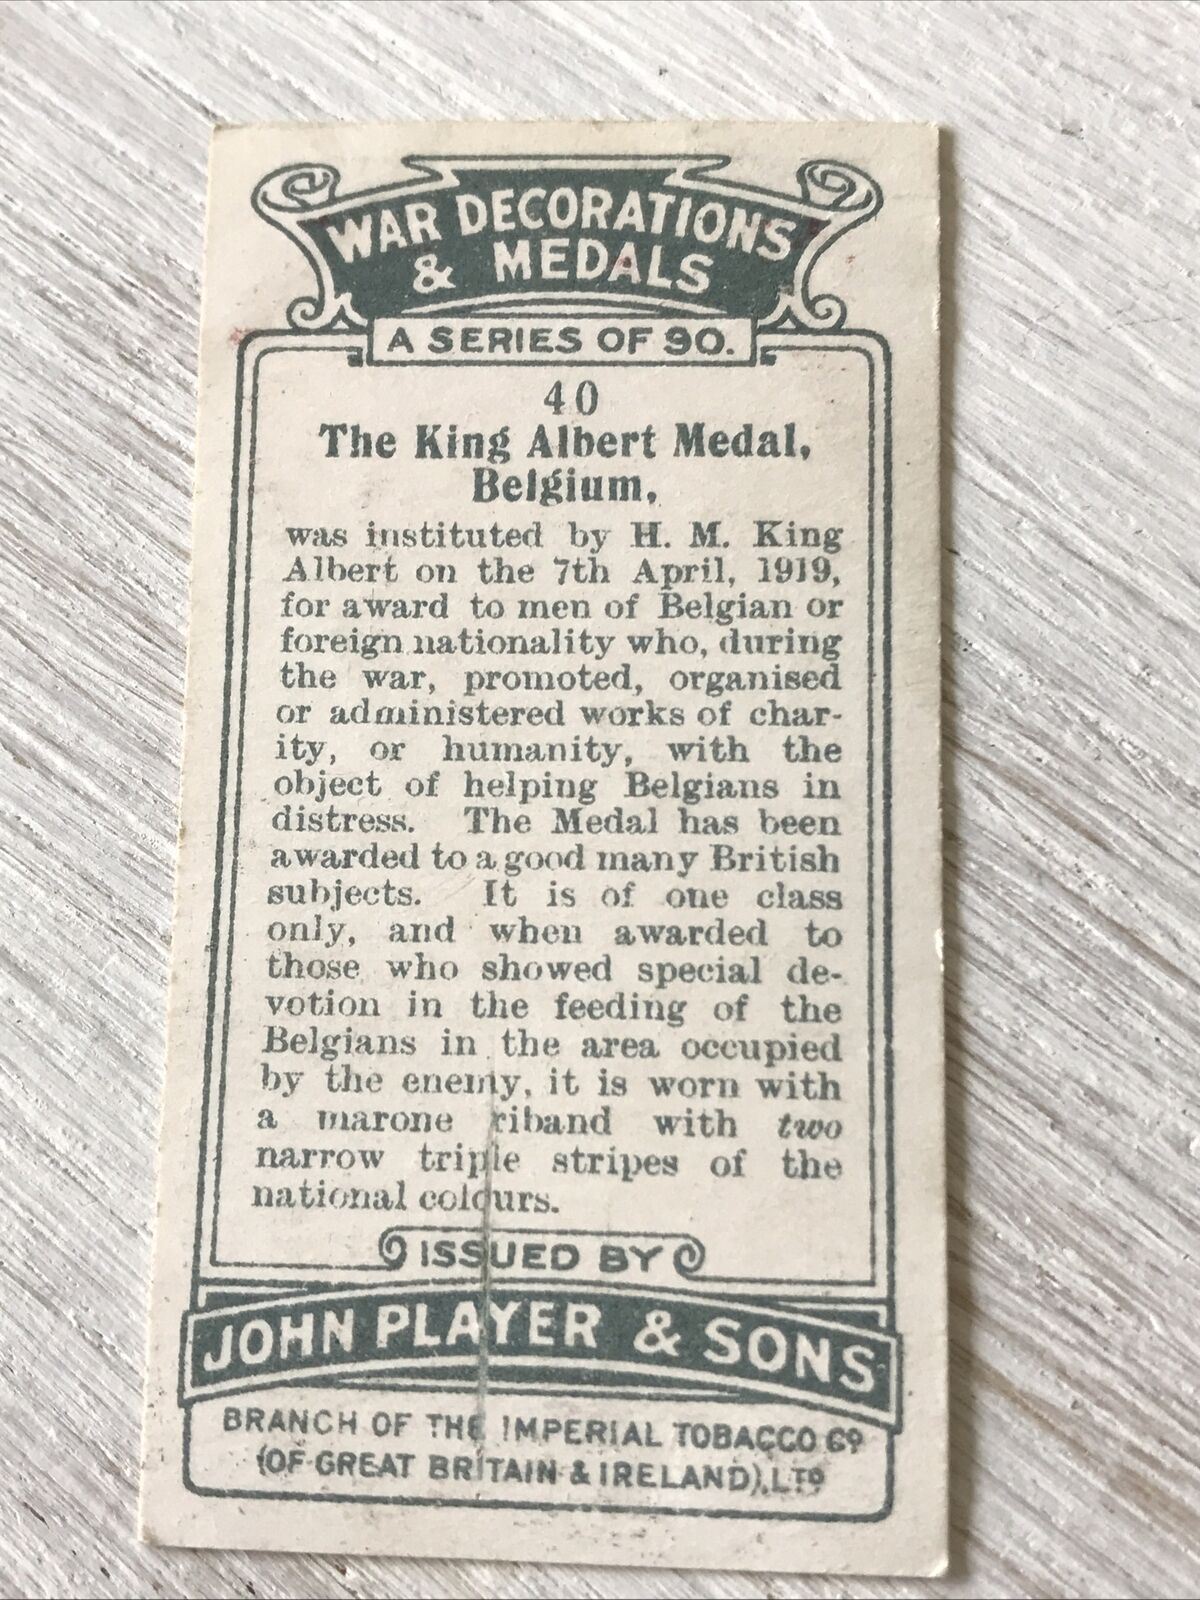 WAR DECORATIONS
& MEDALS
A SERIES OF 90.
40
The King Albert Medal,
Belgium,
was instituted by H. M. King
Albert on the 7th April, 1919,
for award to men of Belgian or
foreign nationality who, during
the war, promoted, organised
or administered works of char-
ity, or humanity, with the
object of helping Belgians in
distress. The Medal has been
awarded to a good many British
subjects. It is of one class
only, and when awarded to
those who showed special de-
votion in the feeding of the
Belgians in the area occupied
by the enemy, it is worn with
a marone riband with two
narrow triple stripes of the
national colours.
ISSUED BY
JOHN PLAYER & SONS
BRANCH OF THE IMPERIAL TOBACCO Co
(OF GREAT BRITAIN & IRELAND), LTD